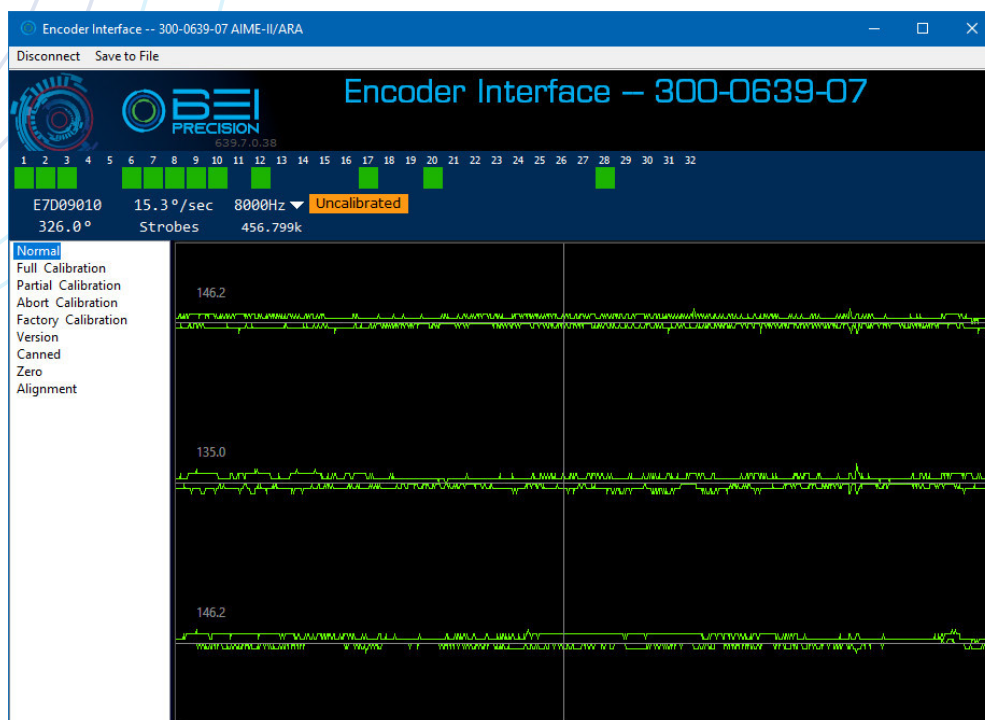 Encoder Interface -- 300-0639-07 AIME-II/ARA
Disconnect Save to File
BEI
PRECISION
639.7.0.38
Encoder Interface – 300-0639-07
1 2 3 4 5 6 7 8 9 10 11 12 13 14 15 16 17 18 19 20 21 22 23 24 25 26 27 28 29 30 31 32
E7D09010 15.3°/sec 8000Hz Uncalibrated
326.0° Strobes 456.799k
Normal
Full Calibration
Partial Calibration
Abort Calibration
Factory Calibration
Version
Canned
Zero
Alignment
146.2
135.0
146.2